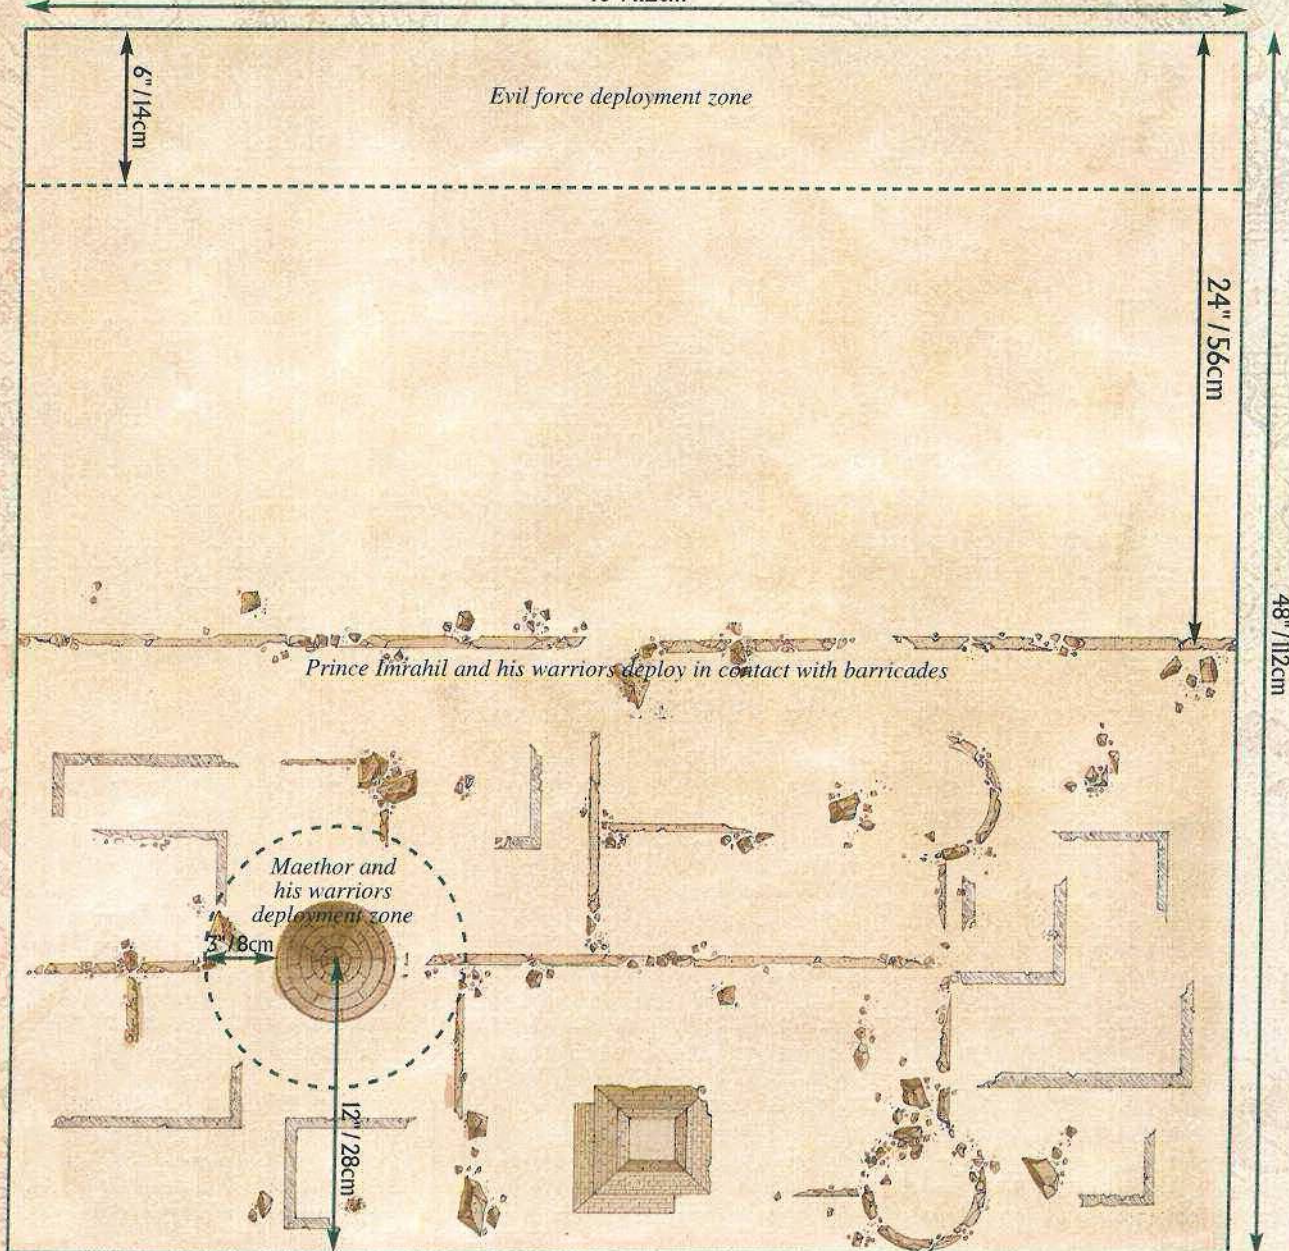 Evil force deployment zone
6"/14cm
24"/56cm
48"/112cm
Prince Imrahil and his warriors deploy in contact with barricades
Maethor and
his warriors
deployment zone
3"/8cm
12"/28cm